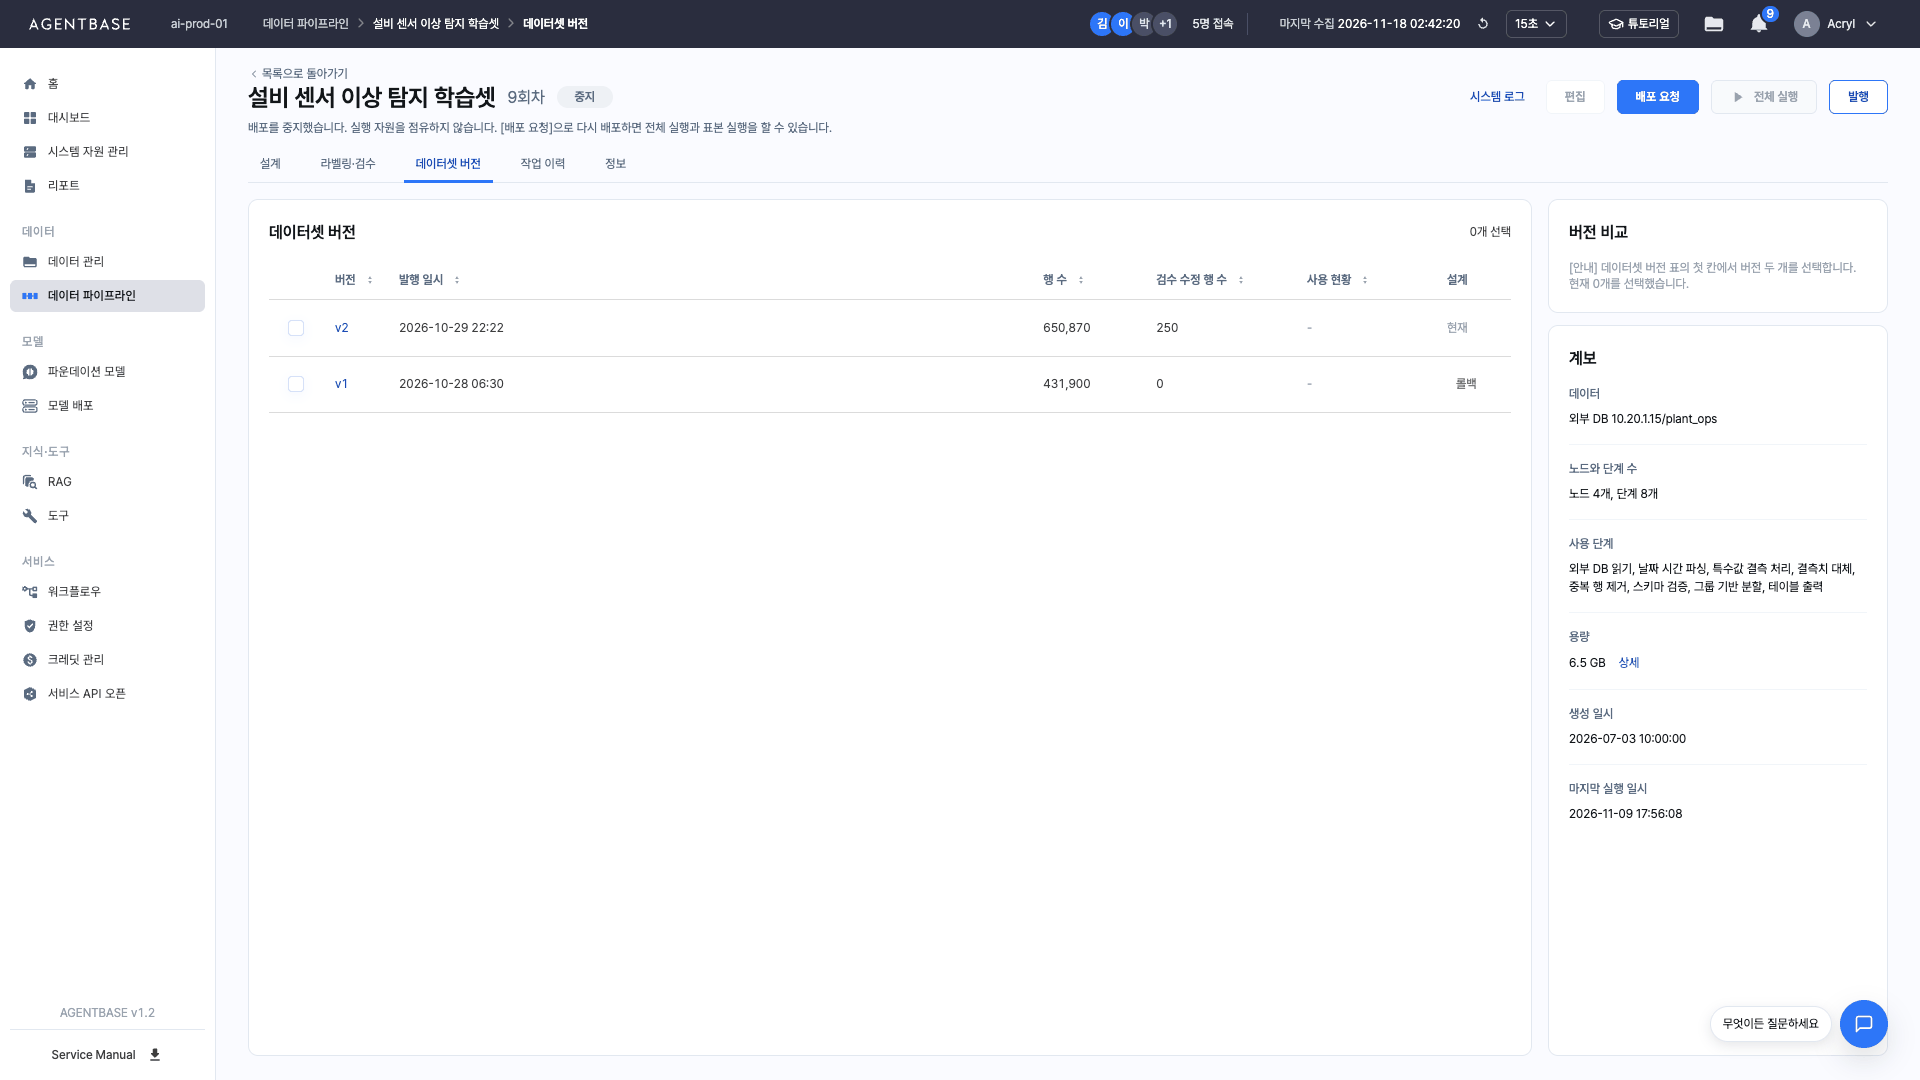 AGENTBASE
ai-prod-01
데이터 파이프라인 > 설비 센서 이상 탐지 학습셋 > 데이터셋 버전
김 이 박 +1 5명 접속
마지막 수집 2026-11-18 02:42:20
15초
튜토리얼
9
A Acryl
홈
대시보드
시스템 자원 관리
리포트
데이터
데이터 관리
데이터 파이프라인
모델
파운데이션 모델
모델 배포
지식·도구
RAG
도구
서비스
워크플로우
권한 설정
크레딧 관리
서비스 API 오픈
AGENTBASE v1.2
Service Manual
목록으로 돌아가기
설비 센서 이상 탐지 학습셋 9회차 중지
배포를 중지했습니다. 실행 자원을 점유하지 않습니다. [배포 요청]으로 다시 배포하면 전체 실행과 표본 실행을 할 수 있습니다.
시스템 로그 편집 배포 요청 전체 실행 발행
설계 라벨링·검수 데이터셋 버전 작업 이력 정보
데이터셋 버전 0개 선택
버전 발행 일시 행 수 검수 수정 행 수 사용 현황 설계
v2 2026-10-29 22:22 650,870 250 - 현재
v1 2026-10-28 06:30 431,900 0 - 롤백
버전 비교
[안내] 데이터셋 버전 표의 첫 칸에서 버전 두 개를 선택합니다.
현재 0개를 선택했습니다.
계보
데이터
외부 DB 10.20.1.15/plant_ops
노드와 단계 수
노드 4개, 단계 8개
사용 단계
외부 DB 읽기, 날짜 시간 파싱, 특수값 결측 처리, 결측치 대체,
중복 행 제거, 스키마 검증, 그룹 기반 분할, 테이블 출력
용량
6.5 GB 상세
생성 일시
2026-07-03 10:00:00
마지막 실행 일시
2026-11-09 17:56:08
무엇이든 질문하세요